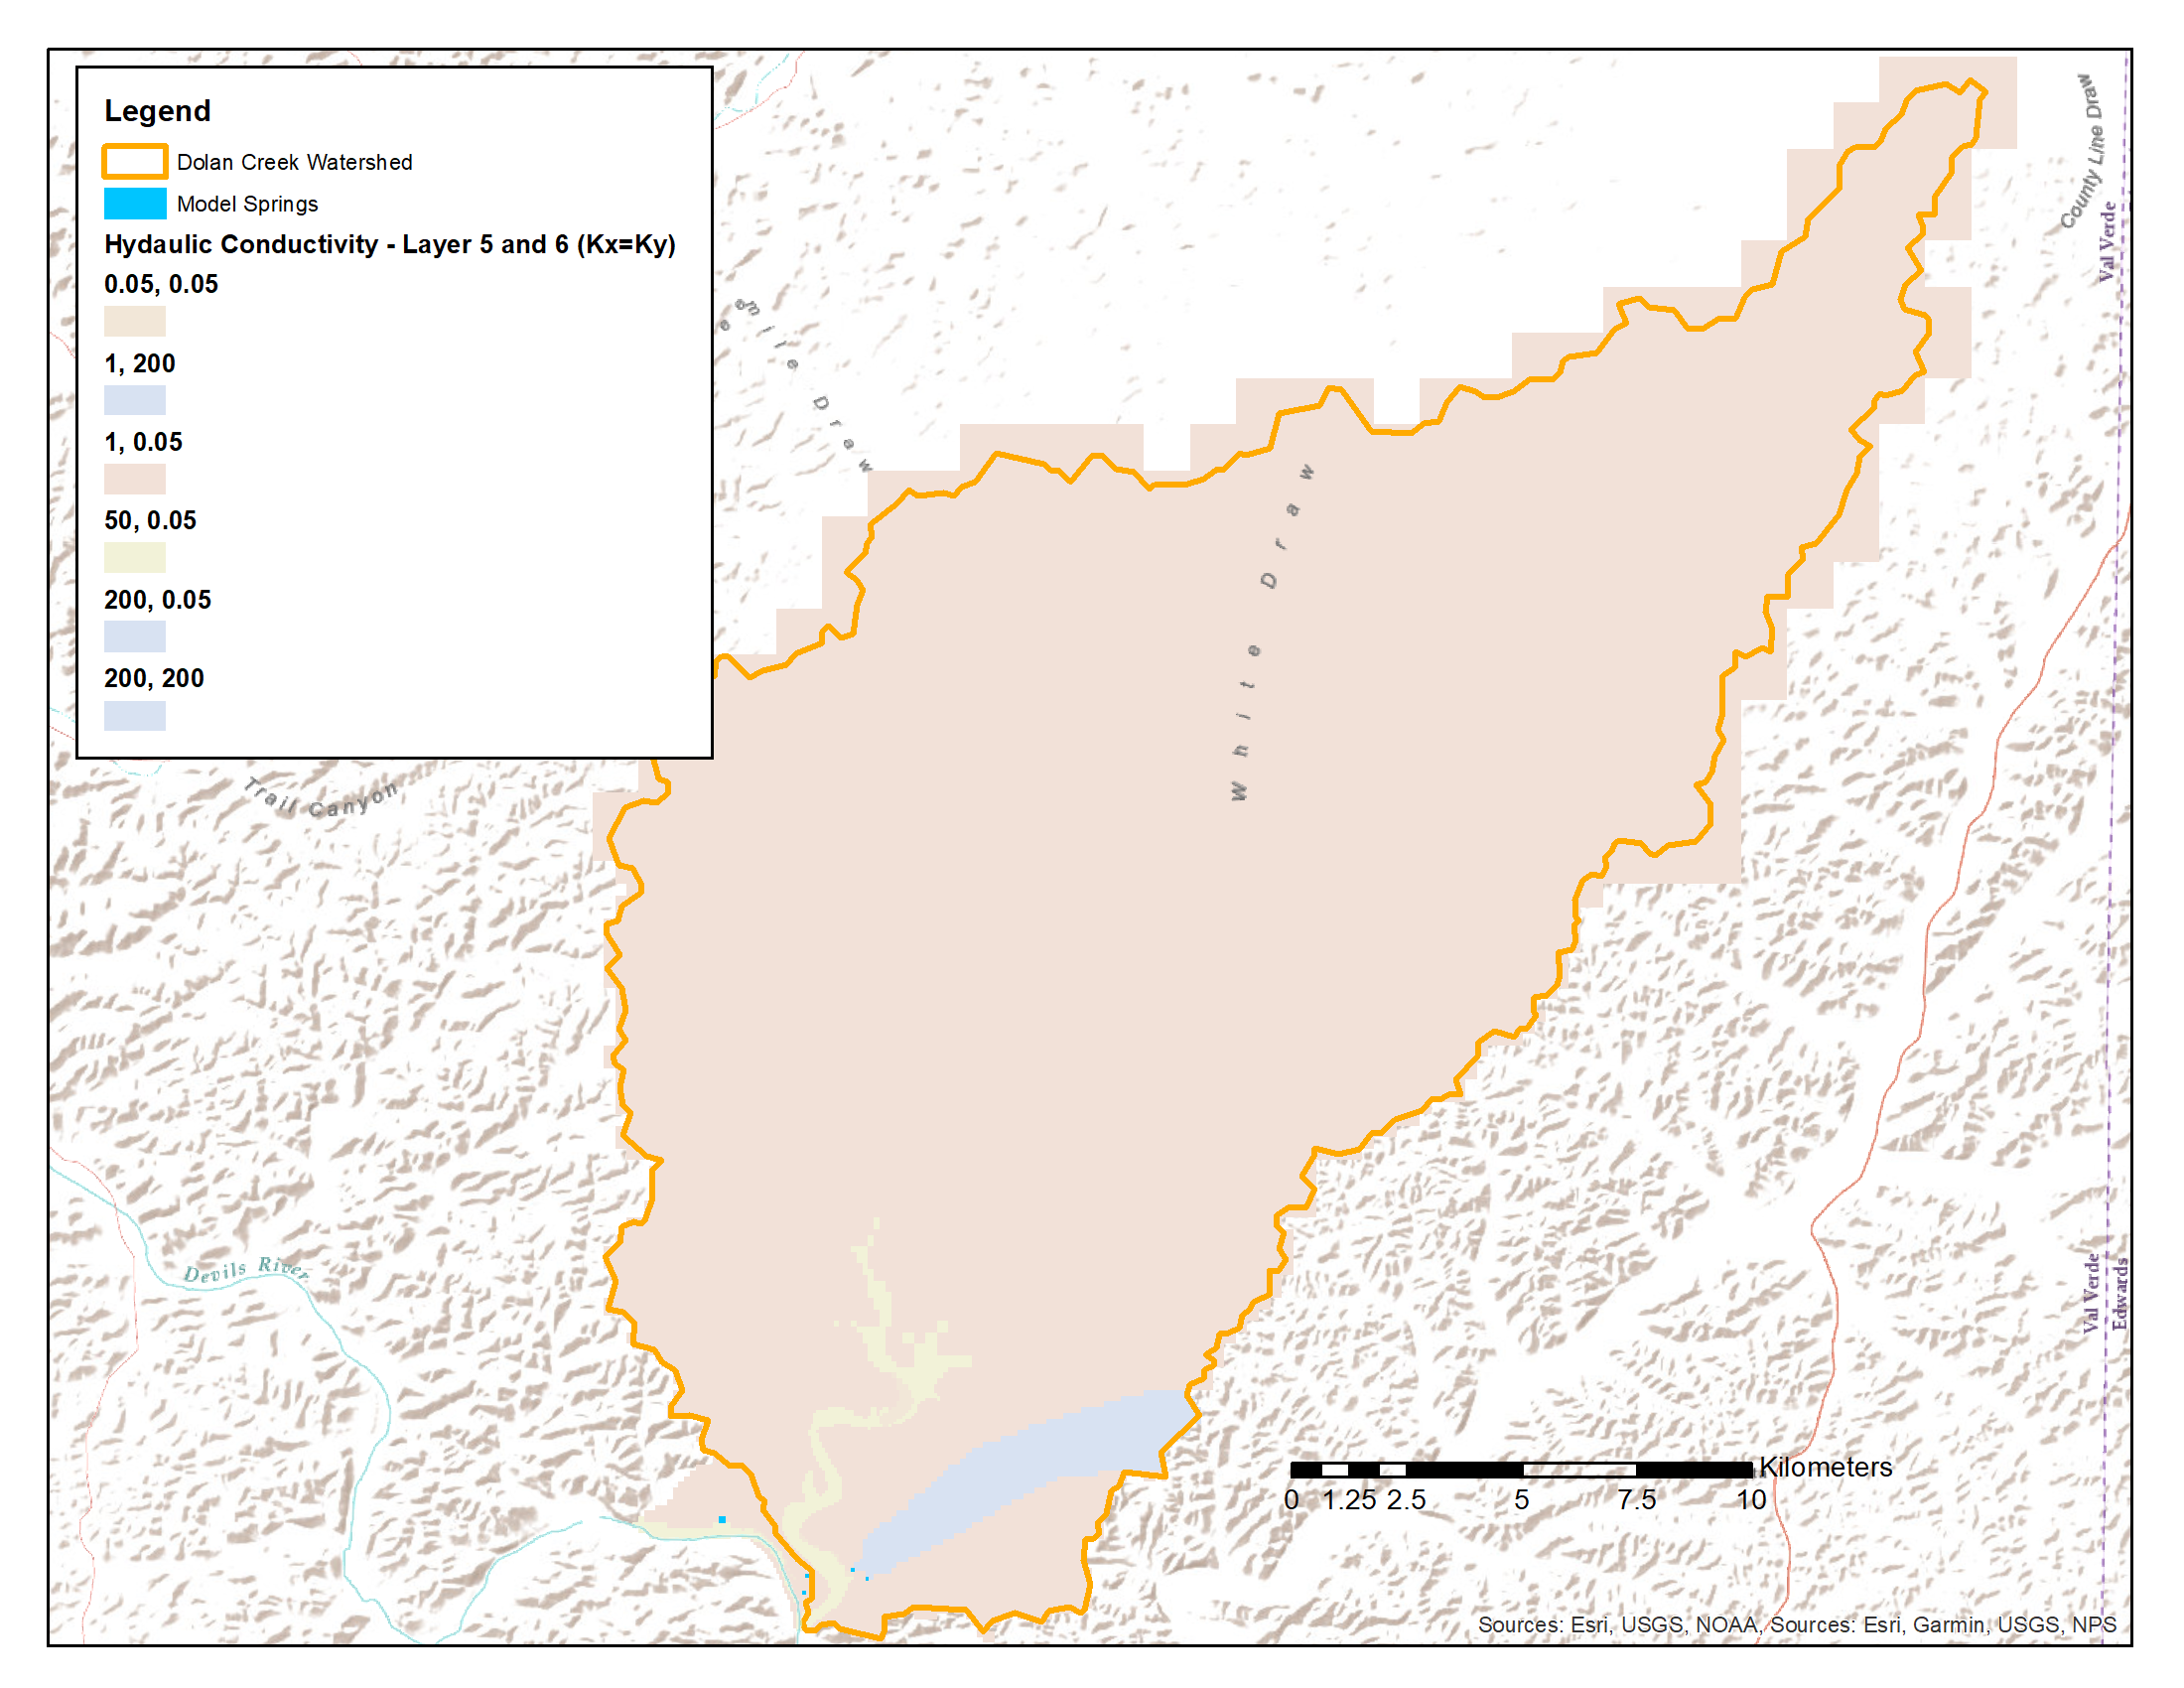 Legend
Dolan Creek Watershed
Model Springs
Hydaulic Conductivity - Layer 5 and 6 (Kx=Ky)
0.05, 0.05
1, 200
1, 0.05
50, 0.05
200, 0.05
200, 200
mile Draw
County Line Draw
Val Verde
White Draw
Trail Canyon
Devils River
Val Verde
Edwards
Kilometers
0 1.25 2.5 5 7.5 10
Sources: Esri, USGS, NOAA, Sources: Esri, Garmin, USGS, NPS